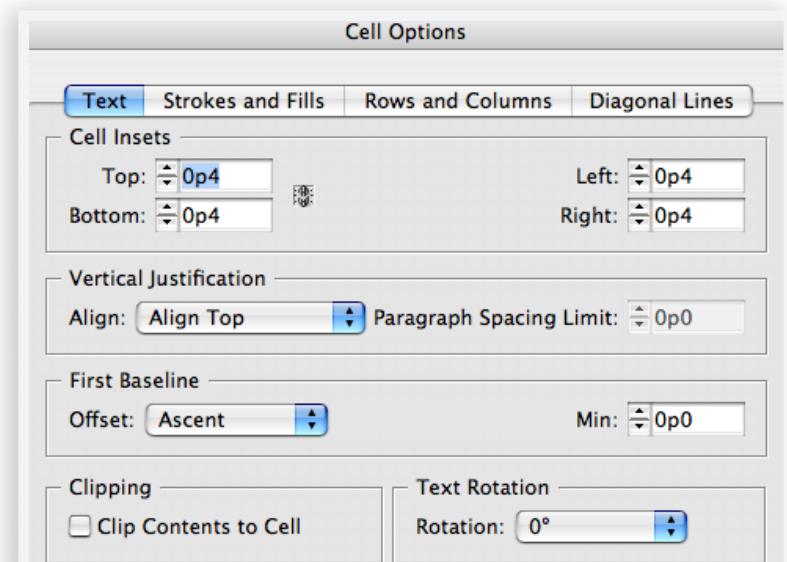 Cell Options
Text Strokes and Fills Rows and Columns Diagonal Lines
Cell Insets
Top: 0p4 Left: 0p4
Bottom: 0p4 Right: 0p4
Vertical Justification
Align: Align Top Paragraph Spacing Limit: 0p0
First Baseline
Offset: Ascent Min: 0p0
Clipping Text Rotation
Clip Contents to Cell Rotation: 0°